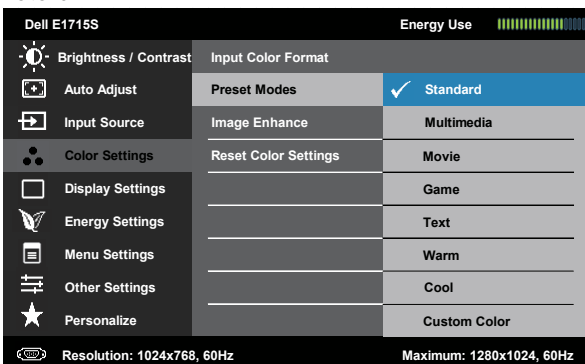 Dell E1715S Energy Use
Brightness / Contrast Input Color Format
Auto Adjust Preset Modes Standard
Input Source Image Enhance Multimedia
Color Settings Reset Color Settings Movie
Display Settings Game
Energy Settings Text
Menu Settings Warm
Other Settings Cool
Personalize Custom Color
Resolution: 1024x768, 60Hz Maximum: 1280x1024, 60Hz